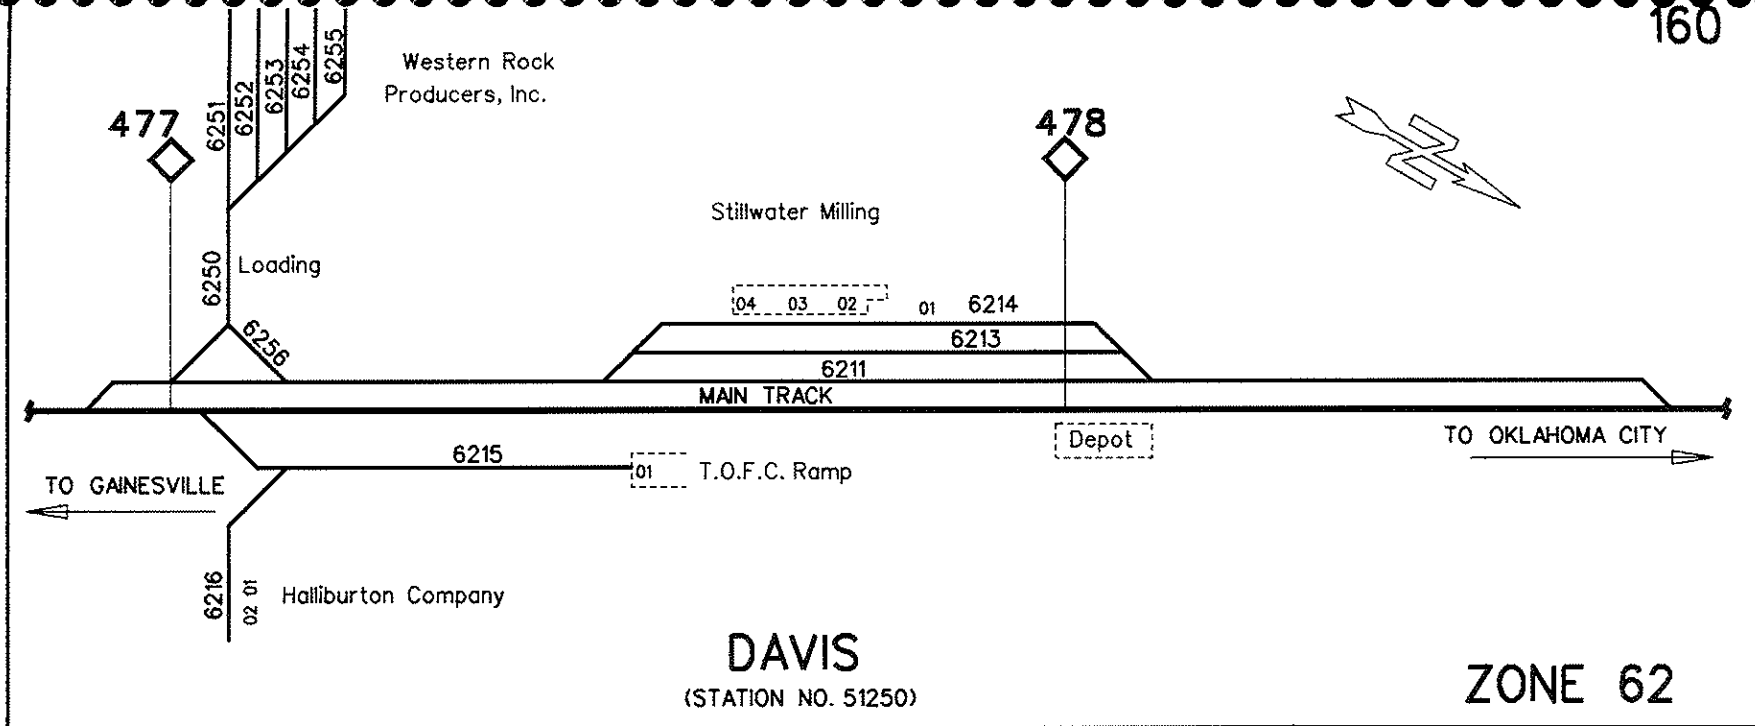 160
6251
6252
6253
6254
6255
Western Rock
Producers, Inc.
477
478
N
Stillwater Milling
6250
Loading
6256
04 03 02
01
6214
6213
6211
MAIN TRACK
Depot
TO OKLAHOMA CITY
6215
01
T.O.F.C. Ramp
TO GAINESVILLE
6216
02 01
Halliburton Company
DAVIS
(STATION NO. 51250)
ZONE 62